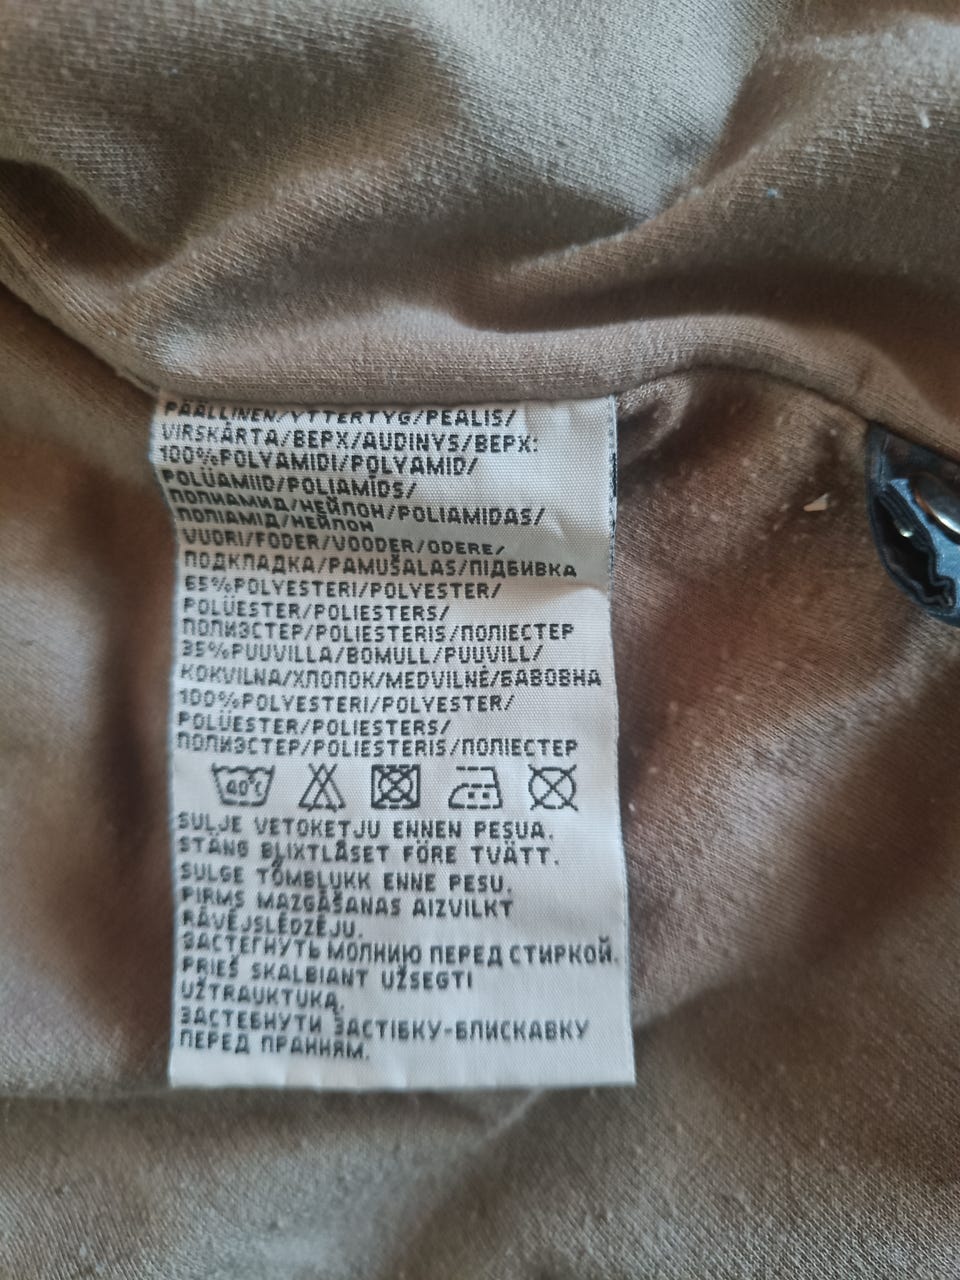 PÄÄLLINEN/YTTERTYG/PEALIS/
VIRSKĀRTA/ВЕРХ/AUDINYS/ВЕРХ:
100%POLYAMIDI/POLYAMID/
POLÜAMIID/POLIAMĪDS/
ПОЛИАМИД/НЕЙЛОН/POLIAMIDAS/
ПОЛІАМІД/НЕЙЛОН
VUORI/FODER/VOODER/ODERE/
ПОДКЛАДКА/PAMUŠALAS/ПІДБИВКА
65%POLYESTERI/POLYESTER/
POLÜESTER/POLIESTERS/
ПОЛИЭСТЕР/POLIESTERIS/ПОЛІЕСТЕР
35%PUUVILLA/BOMULL/PUUVILL/
KOKVILNA/ХЛОПОК/MEDVILNĖ/БАВОВНА
100%POLYESTERI/POLYESTER/
POLÜESTER/POLIESTERS/
ПОЛИЭСТЕР/POLIESTERIS/ПОЛІЕСТЕР
40°C
SULJE VETOKETJU ENNEN PESUA.
STÄNG BLIXTLÅSET FÖRE TVÄTT.
SULGE TÕMBLUKK ENNE PESU.
PIRMS MAZGĀŠANAS AIZVILKT
RĀVĒJSLĒDZĒJU.
ЗАСТЕГНУТЬ МОЛНИЮ ПЕРЕД СТИРКОЙ.
PRIEŠ SKALBIANT UŽSEGTI
UŽTRAUKTUKĄ.
ЗАСТЕБНУТИ ЗАСТІБКУ-БЛИСКАВКУ
ПЕРЕД ПРАННЯМ.